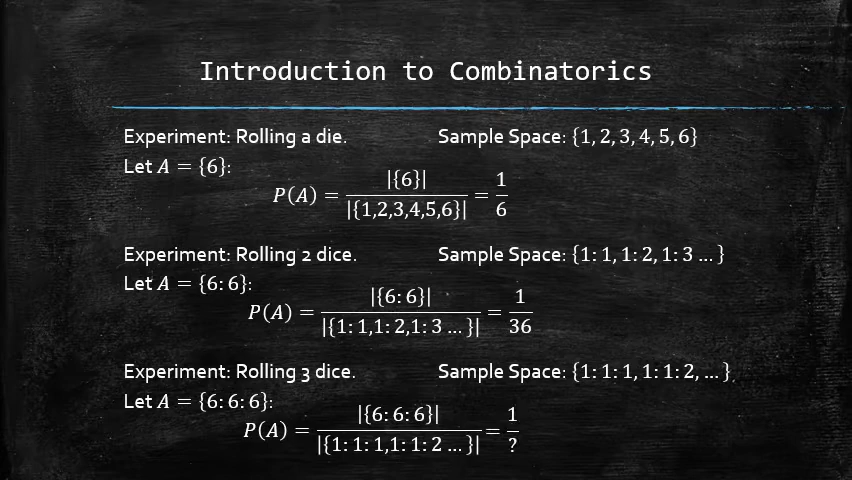 Introduction to Combinatorics
Experiment: Rolling a die. Sample Space: {1, 2, 3, 4, 5, 6}
Let A = {6}:
P(A) = |{6}| / |{1,2,3,4,5,6}| = 1/6
Experiment: Rolling 2 dice. Sample Space: {1: 1, 1: 2, 1: 3 … }
Let A = {6: 6}:
P(A) = |{6: 6}| / |{1: 1,1: 2,1: 3 … }| = 1/36
Experiment: Rolling 3 dice. Sample Space: {1: 1: 1, 1: 1: 2, … }
Let A = {6: 6: 6}:
P(A) = |{6: 6: 6}| / |{1: 1: 1,1: 1: 2 … }| = 1/?